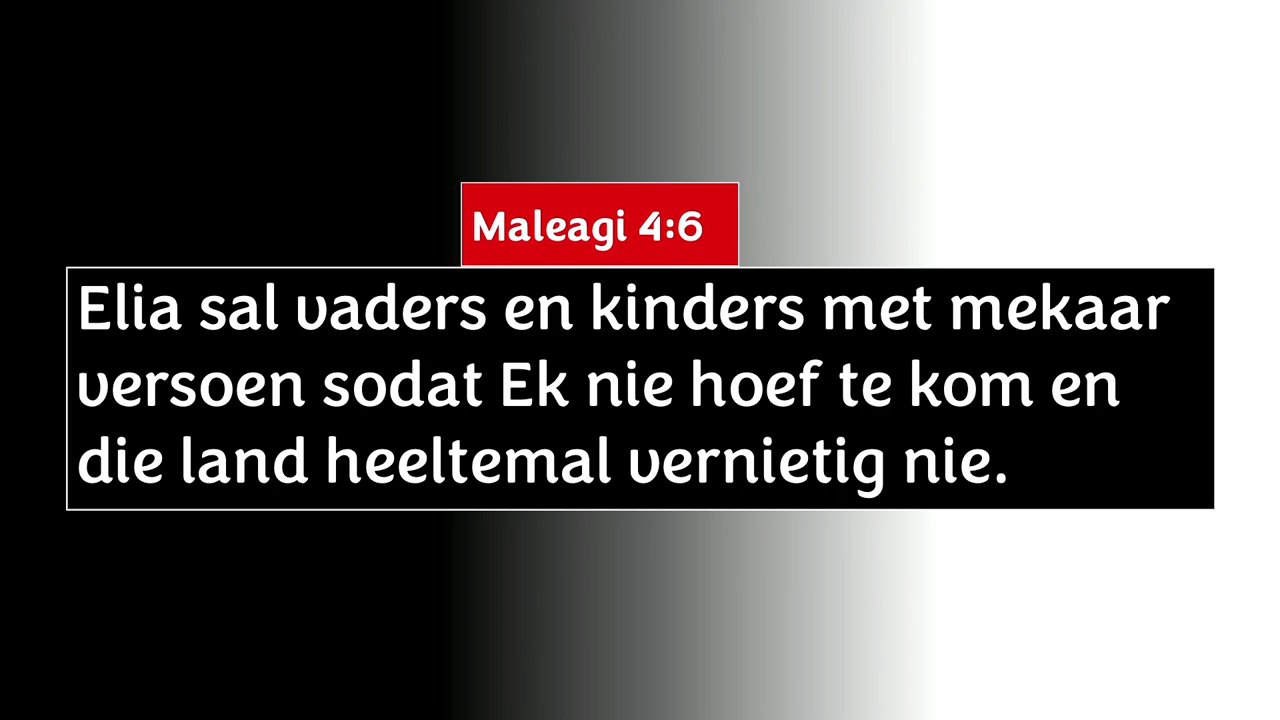 Maleagi 4:6
Elia sal vaders en kinders met mekaar
versoen sodat Ek nie hoef te kom en
die land heeltemal vernietig nie.